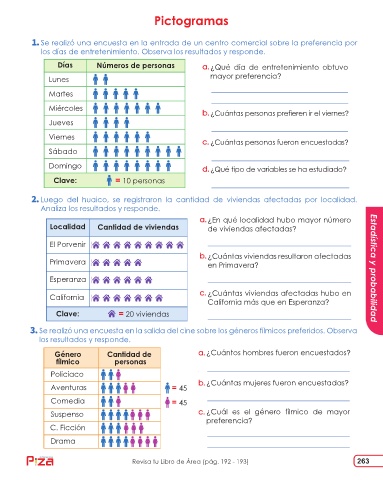 Pictogramas
1. Se realizó una encuesta en la entrada de un centro comercial sobre la preferencia por
los días de entretenimiento. Observa los resultados y responde.
Días Números de personas
Lunes
Martes
Miércoles
Jueves
Viernes
Sábado
Domingo
Clave: = 10 personas
a. ¿Qué día de entretenimiento obtuvo
mayor preferencia?
b. ¿Cuántas personas prefieren ir el viernes?
c. ¿Cuántas personas fueron encuestadas?
d. ¿Qué tipo de variables se ha estudiado?
2. Luego del huaico, se registraron la cantidad de viviendas afectadas por localidad.
Analiza los resultados y responde.
Localidad Cantidad de viviendas
El Porvenir
Primavera
Esperanza
California
Clave: = 20 viviendas
a. ¿En qué localidad hubo mayor número
de viviendas afectadas?
b. ¿Cuántas viviendas resultaron afectadas
en Primavera?
c. ¿Cuántas viviendas afectadas hubo en
California más que en Esperanza?
Estadística y probabilidad
3. Se realizó una encuesta en la salida del cine sobre los géneros fílmicos preferidos. Observa
los resultados y responde.
Género fílmico Cantidad de personas
Policiaco
Aventuras
Comedia
Suspenso
C. Ficción
Drama
= 45
= 45
a. ¿Cuántos hombres fueron encuestados?
b. ¿Cuántas mujeres fueron encuestadas?
c. ¿Cuál es el género fílmico de mayor
preferencia?
Pizza
Revisa tu Libro de Área (pág. 192 - 193)
263